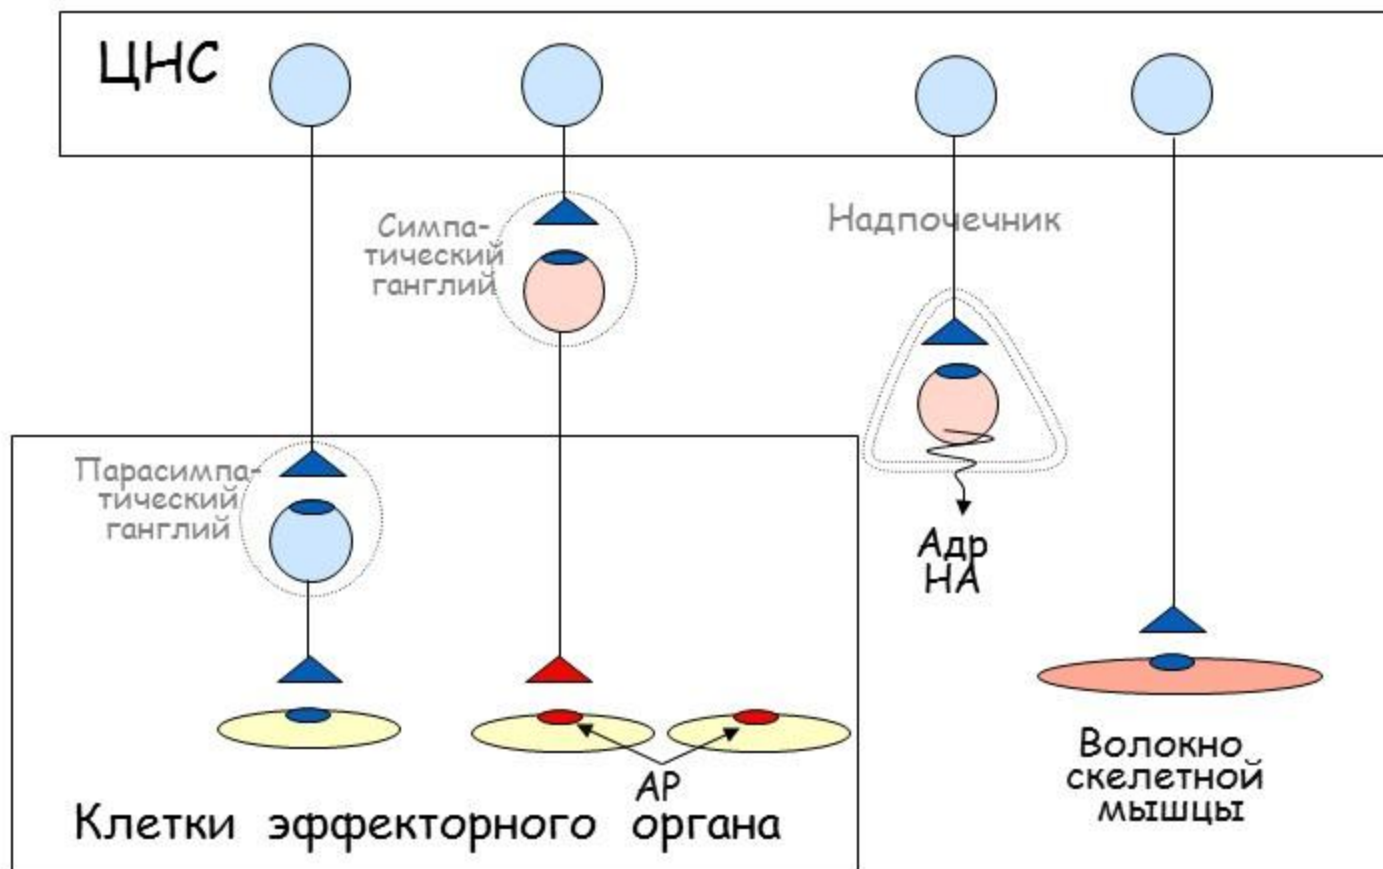 ЦНС
Симпа-
тический
ганглий
Надпочечник
Парасимпа-
тический
ганглий
Адр
НА
АР
Клетки эффекторного органа
Волокно
скелетной
мышцы